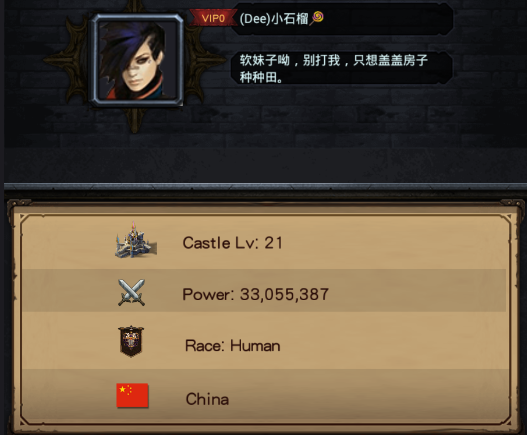 VIP0 (Dee)小石榴
软妹子呦，别打我，只想盖盖房子
种种田。
Castle Lv: 21
Power: 33,055,387
Race: Human
China